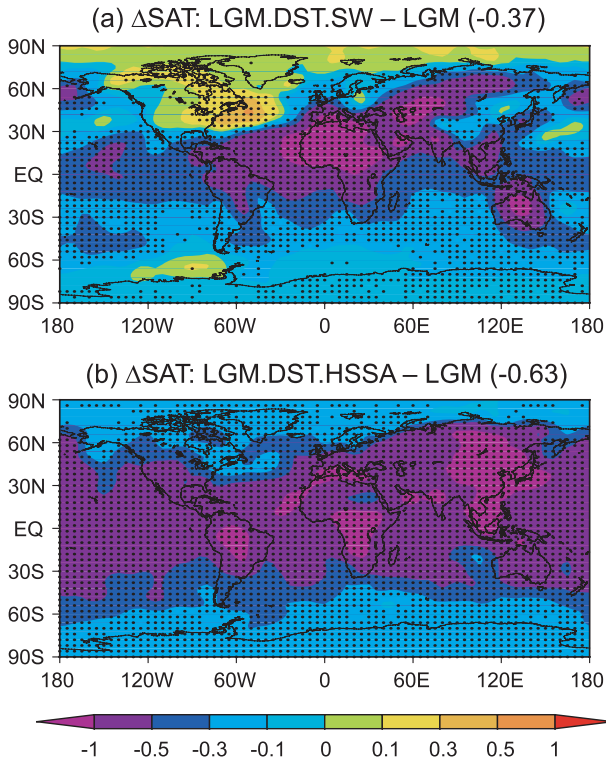 (a) ΔSAT: LGM.DST.SW – LGM (-0.37)
90N
60N
30N
EQ
30S
60S
90S
180 120W 60W 0 60E 120E 180
(b) ΔSAT: LGM.DST.HSSA – LGM (-0.63)
90N
60N
30N
EQ
30S
60S
90S
180 120W 60W 0 60E 120E 180
-1 -0.5 -0.3 -0.1 0 0.1 0.3 0.5 1